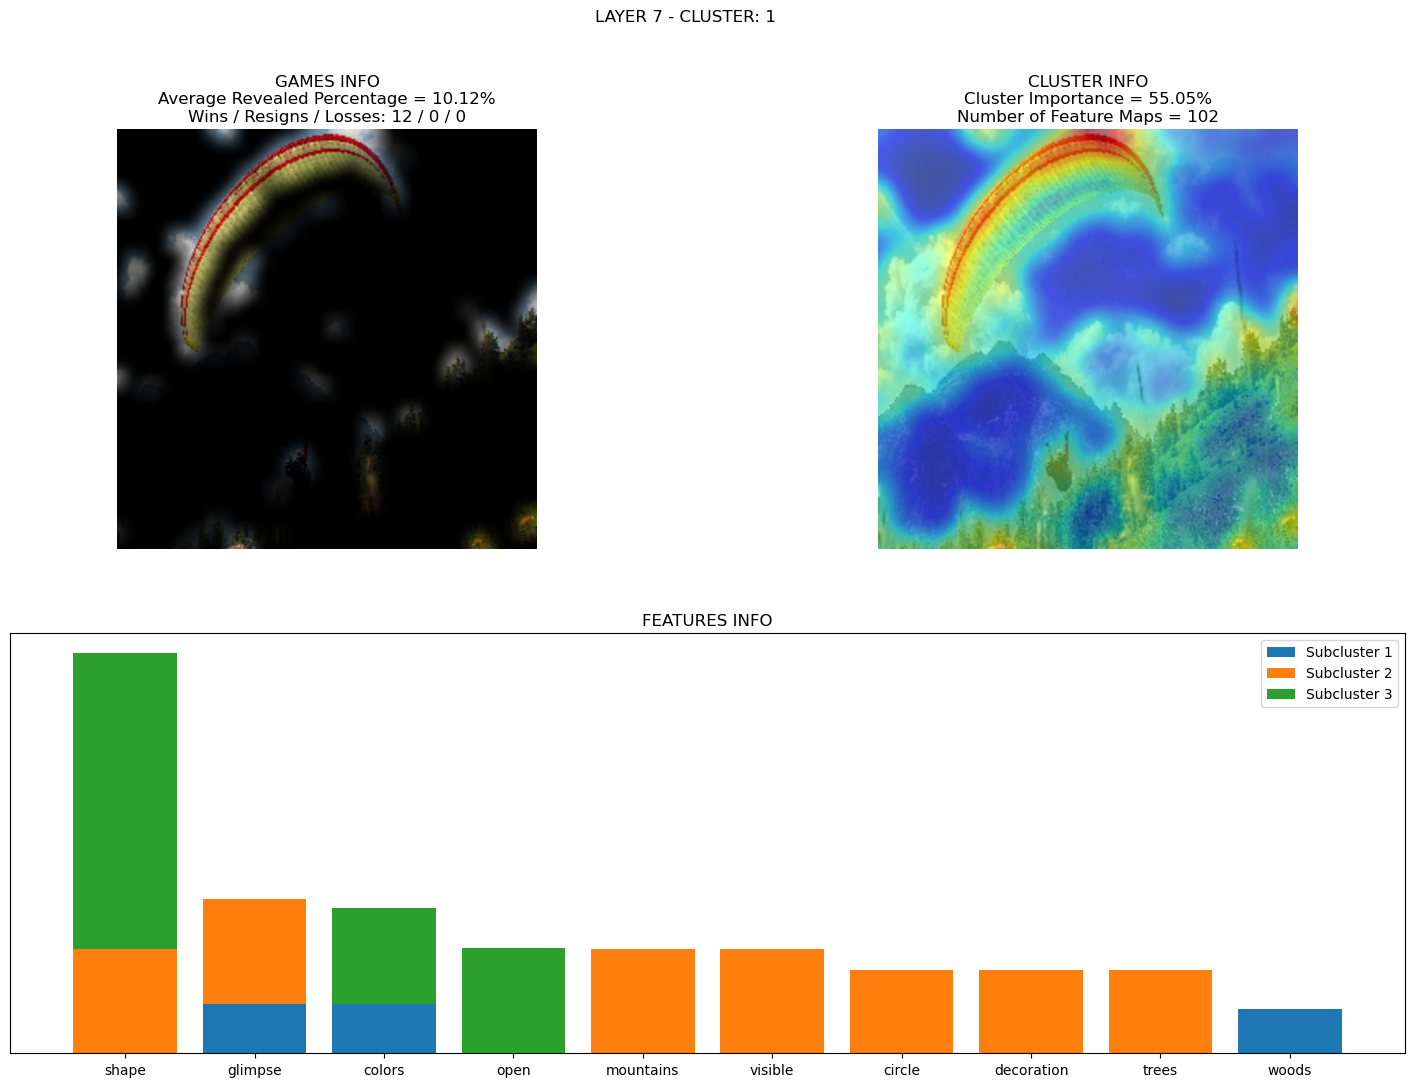 LAYER 7 - CLUSTER: 1
GAMES INFO
Average Revealed Percentage = 10.12%
Wins / Resigns / Losses: 12 / 0 / 0
CLUSTER INFO
Cluster Importance = 55.05%
Number of Feature Maps = 102
FEATURES INFO
Subcluster 1
Subcluster 2
Subcluster 3
shape glimpse colors open mountains visible circle decoration trees woods